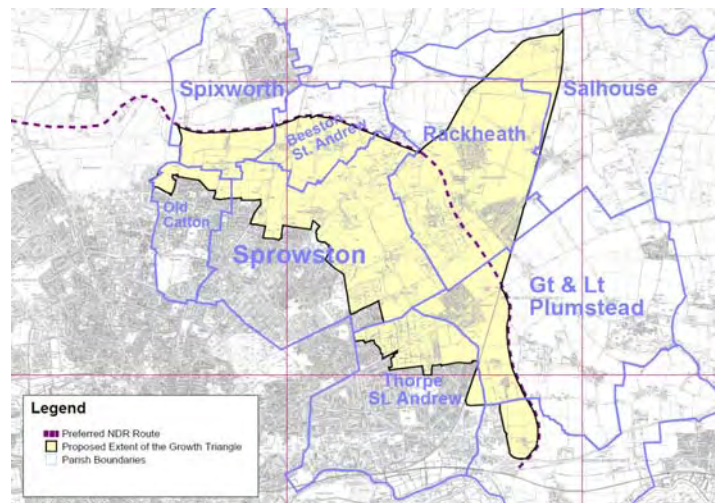 Spixworth
Salhouse
Beeston
St. Andrew
Rackheath
Old
Catton
Sprowston
Gt & Lt
Plumstead
Thorpe
St. Andrew
Legend
Preferred NDR Route
Proposed Extent of the Growth Triangle
Parish Boundaries